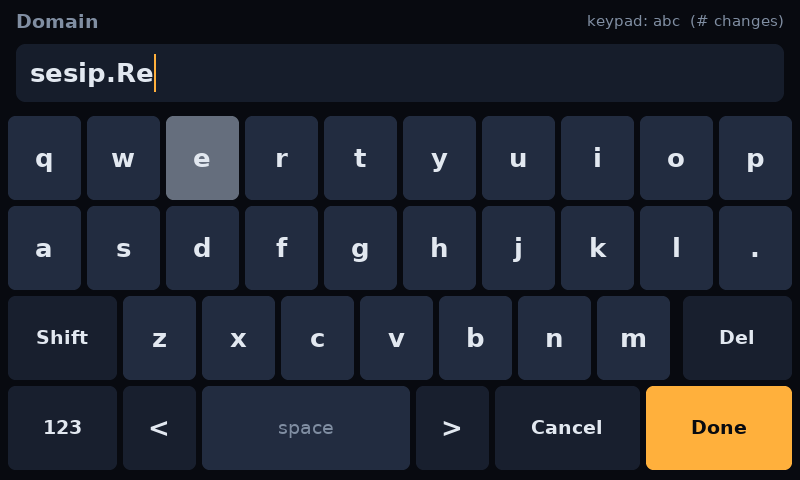 Domain
keypad: abc (# changes)
sesip.Re
q w e r t y u i o p
a s d f g h j k l .
Shift z x c v b n m Del
123 < space > Cancel Done